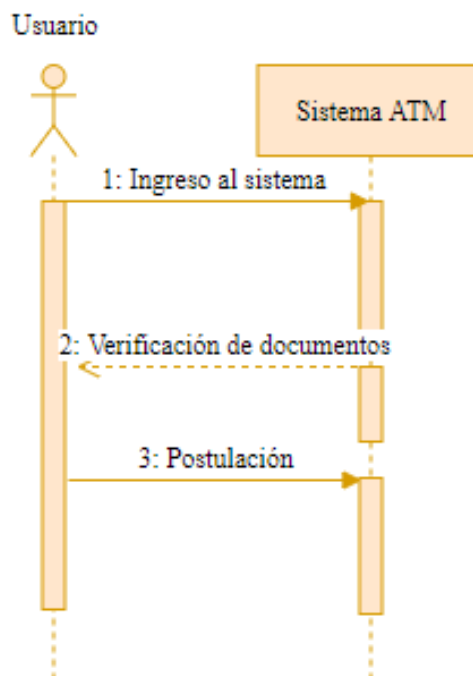 Usuario
Sistema ATM
1: Ingreso al sistema
2: Verificación de documentos
3: Postulación